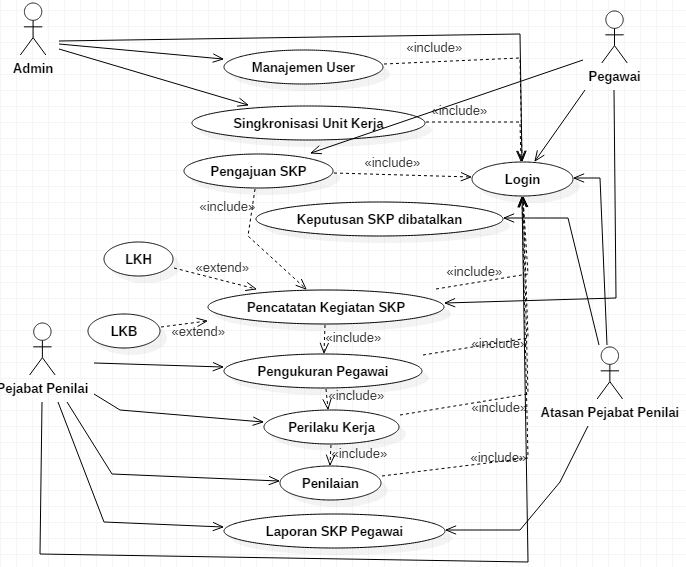 «include»
Admin
Manajemen User
Pegawai
«include»
Singkronisasi Unit Kerja
«include»
Pengajuan SKP
Login
«include»
Keputusan SKP dibatalkan
LKH
«extend»
«include»
Pencatatan Kegiatan SKP
LKB
«extend»
«include»
«include»
Pengukuran Pegawai
Pejabat Penilai
«include»
«include»
Atasan Pejabat Penilai
Perilaku Kerja
«include»
«include»
Penilaian
Laporan SKP Pegawai